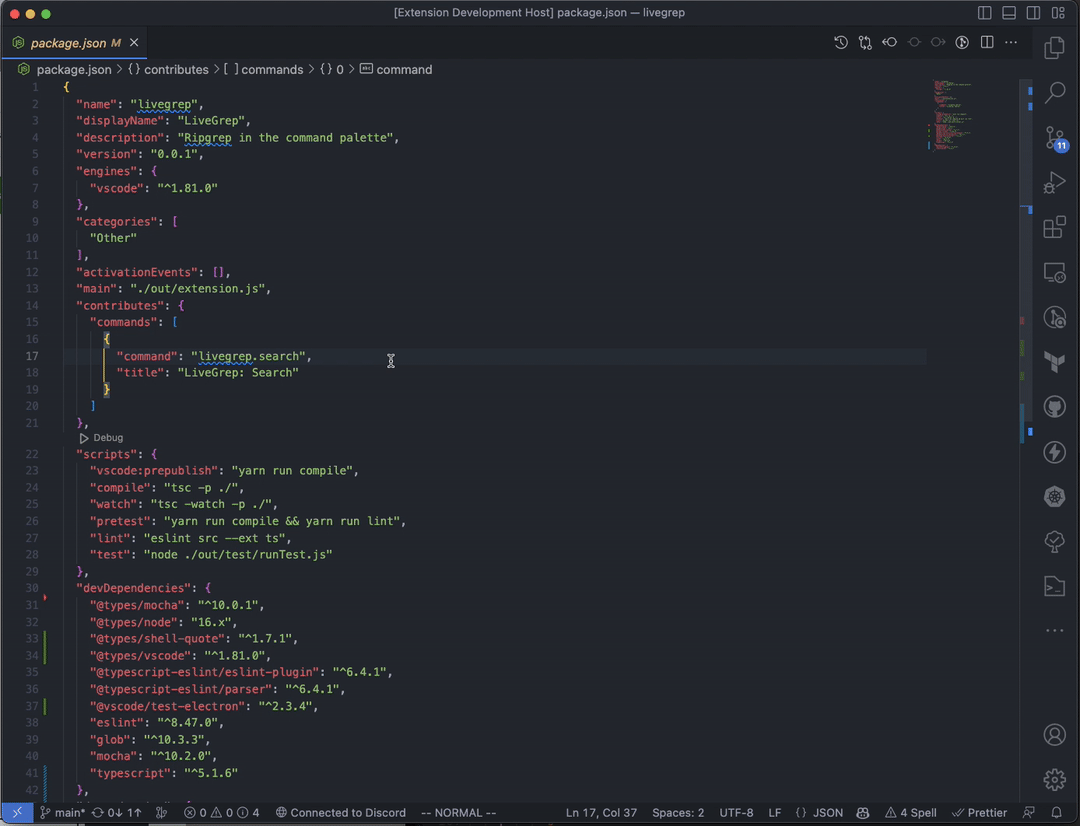 [Extension Development Host] package.json — livegrep
package.json M
package.json > {} contributes > [ ] commands > {} 0 > command
1 {
2 "name": "livegrep",
3 "displayName": "LiveGrep",
4 "description": "Ripgrep in the command palette",
5 "version": "0.0.1",
6 "engines": {
7 "vscode": "^1.81.0"
8 },
9 "categories": [
10 "Other"
11 ],
12 "activationEvents": [],
13 "main": "./out/extension.js",
14 "contributes": {
15 "commands": [
16 {
17 "command": "livegrep.search",
18 "title": "LiveGrep: Search"
19 }
20 ]
21 },
Debug
22 "scripts": {
23 "vscode:prepublish": "yarn run compile",
24 "compile": "tsc -p ./",
25 "watch": "tsc -watch -p ./",
26 "pretest": "yarn run compile && yarn run lint",
27 "lint": "eslint src --ext ts",
28 "test": "node ./out/test/runTest.js"
29 },
30 "devDependencies": {
31 "@types/mocha": "^10.0.1",
32 "@types/node": "16.x",
33 "@types/shell-quote": "^1.7.1",
34 "@types/vscode": "^1.81.0",
35 "@typescript-eslint/eslint-plugin": "^6.4.1",
36 "@typescript-eslint/parser": "^6.4.1",
37 "@vscode/test-electron": "^2.3.4",
38 "eslint": "^8.47.0",
39 "glob": "^10.3.3",
40 "mocha": "^10.2.0",
41 "typescript": "^5.1.6"
42 },
11
main* 0↓ 1↑ 0 0 4 Connected to Discord -- NORMAL -- Ln 17, Col 37 Spaces: 2 UTF-8 LF {} JSON 4 Spell Prettier